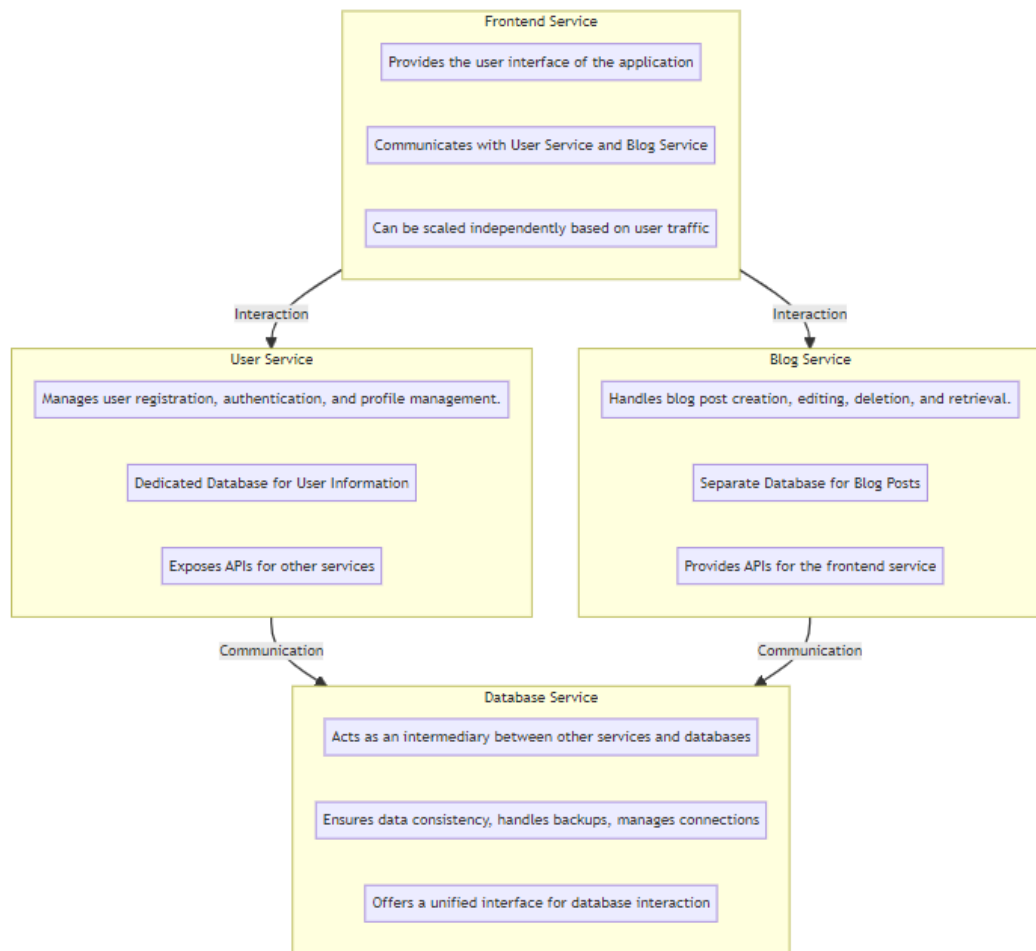 Frontend Service
Provides the user interface of the application
Communicates with User Service and Blog Service
Can be scaled independently based on user traffic
Interaction
Interaction
User Service
Manages user registration, authentication, and profile management.
Dedicated Database for User Information
Exposes APIs for other services
Blog Service
Handles blog post creation, editing, deletion, and retrieval.
Separate Database for Blog Posts
Provides APIs for the frontend service
Communication
Communication
Database Service
Acts as an intermediary between other services and databases
Ensures data consistency, handles backups, manages connections
Offers a unified interface for database interaction